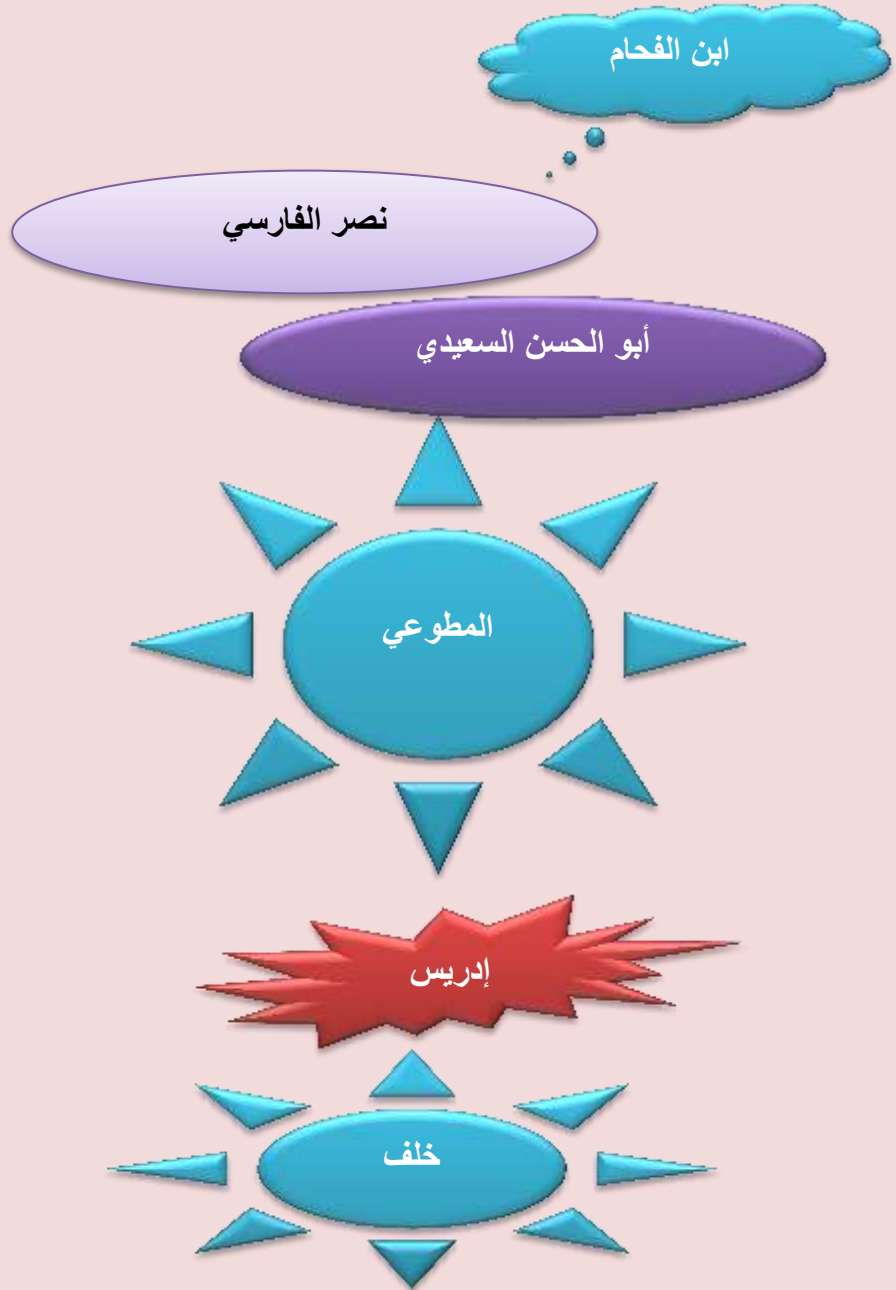 ابن الفحام
نصر الفارسي
أبو الحسن السعيدي
المطوعي
إدريس
خلف